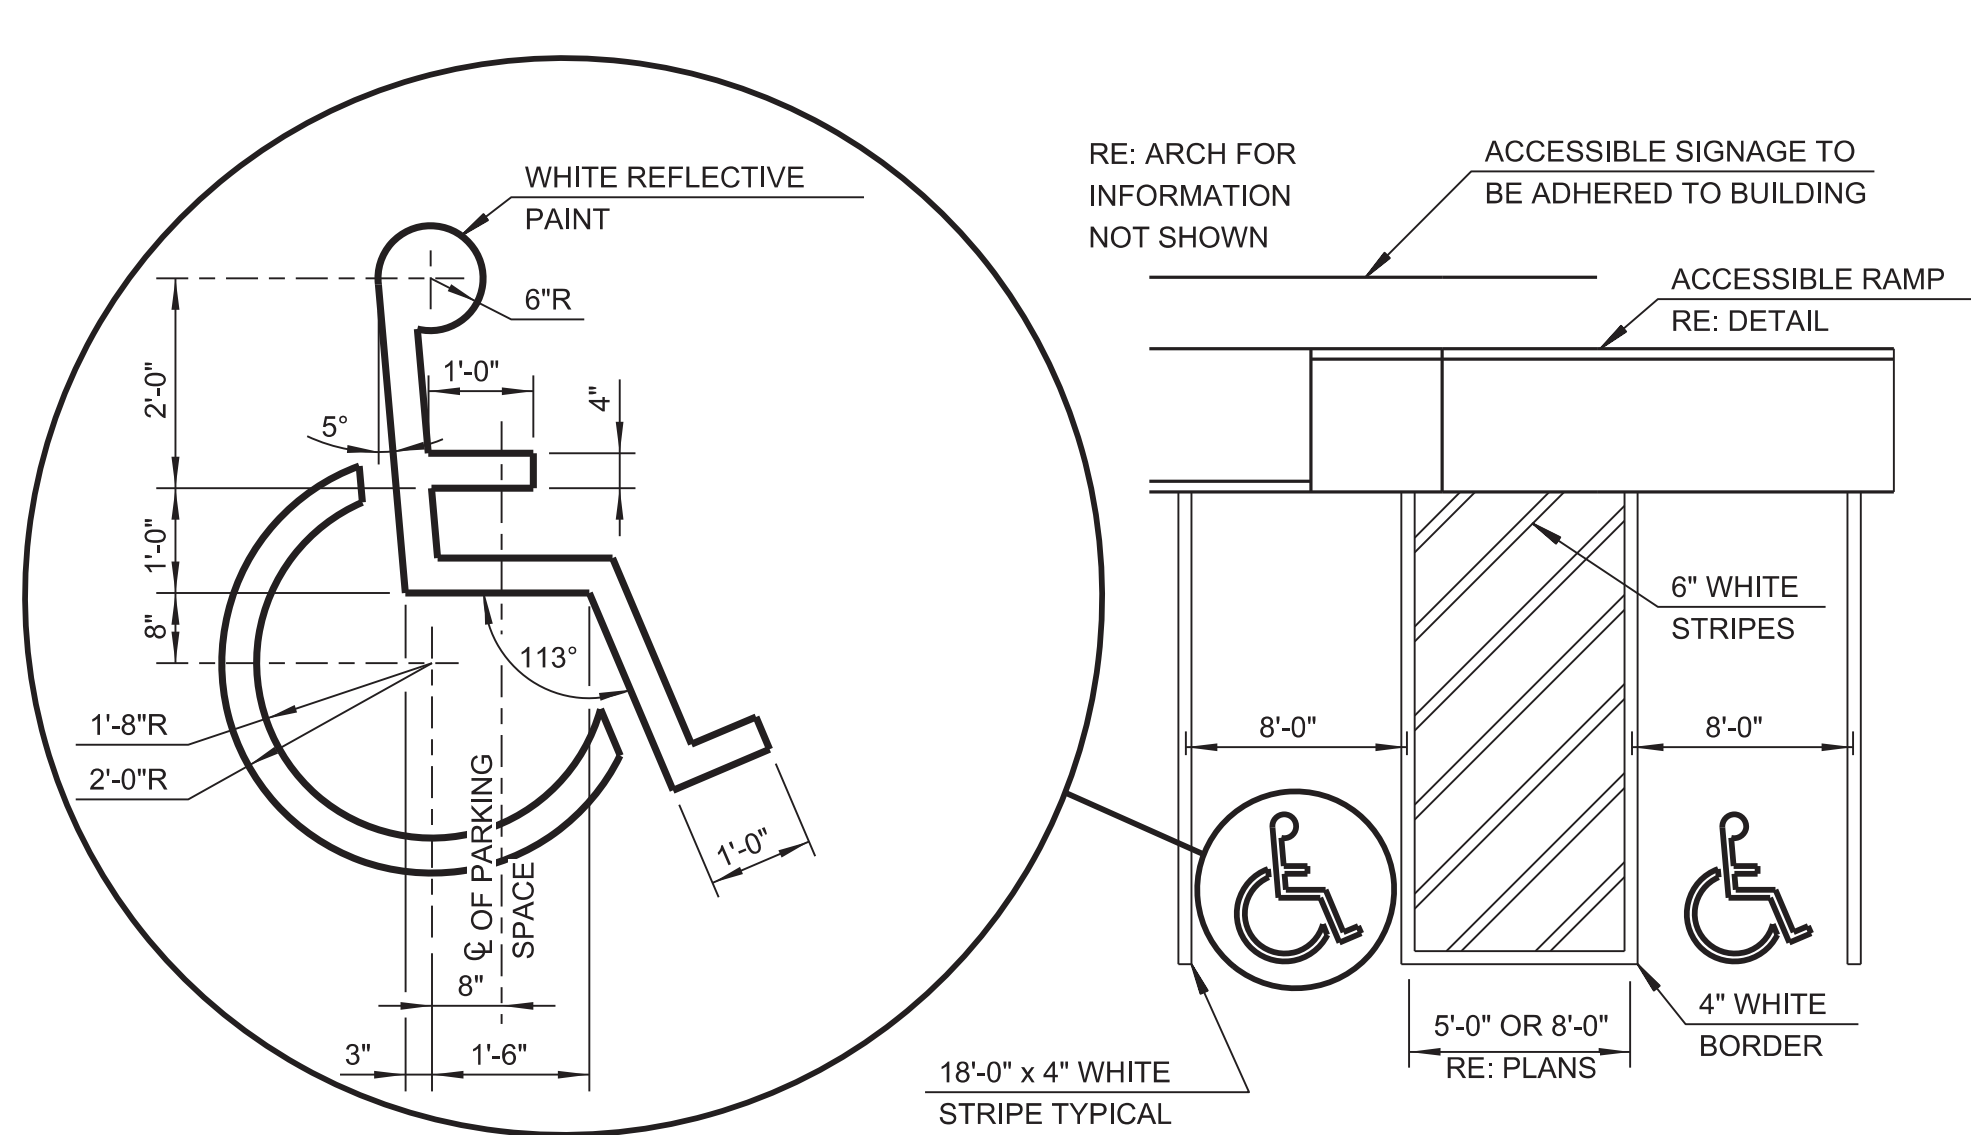 WHITE REFLECTIVE
PAINT
6"R
2'-0"
1'-0"
4"
5°
1'-0"
8"
113°
1'-8"R
2'-0"R
℄ OF PARKING
SPACE
1'-0"
8"
3"
1'-6"
RE: ARCH FOR
INFORMATION
NOT SHOWN
ACCESSIBLE SIGNAGE TO
BE ADHERED TO BUILDING
ACCESSIBLE RAMP
RE: DETAIL
6" WHITE
STRIPES
8'-0"
8'-0"
4" WHITE
BORDER
5'-0" OR 8'-0"
RE: PLANS
18'-0" x 4" WHITE
STRIPE TYPICAL